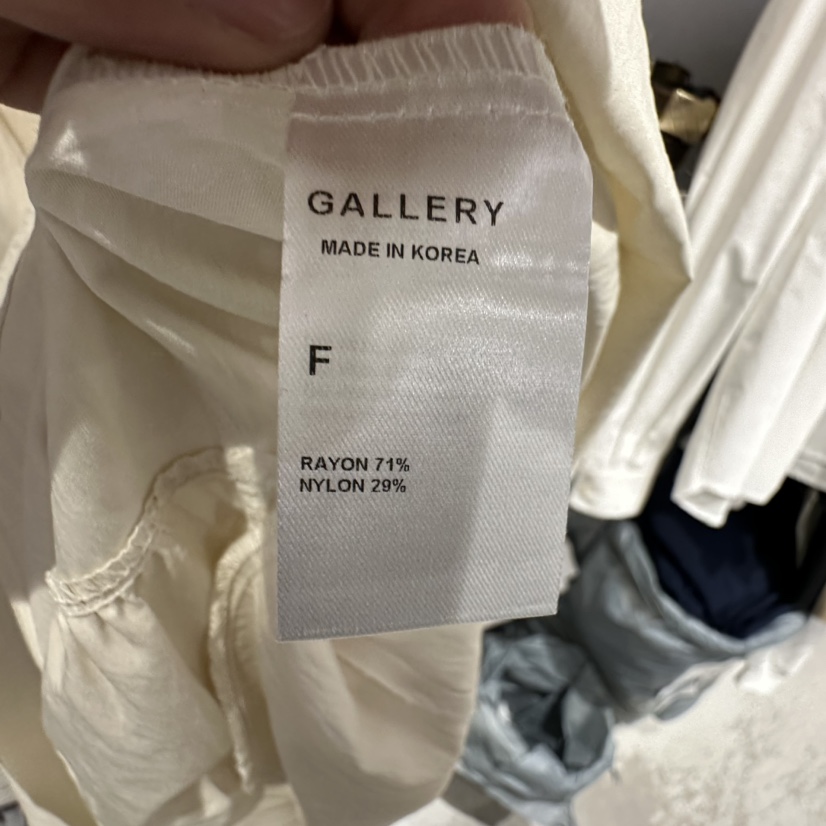 GALLERY
MADE IN KOREA
F
RAYON 71%
NYLON 29%